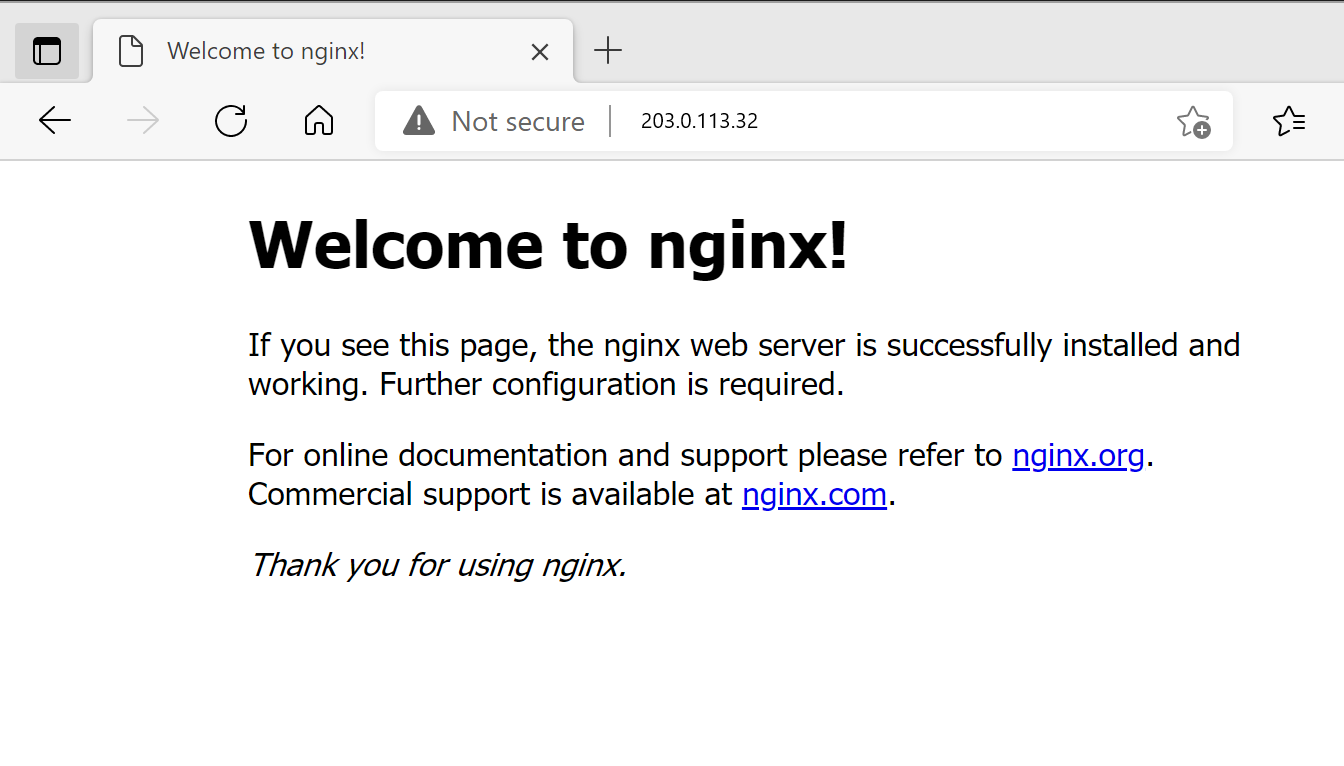 Welcome to nginx!
Not secure 203.0.113.32
Welcome to nginx!
If you see this page, the nginx web server is successfully installed and
working. Further configuration is required.
For online documentation and support please refer to nginx.org.
Commercial support is available at nginx.com.
Thank you for using nginx.